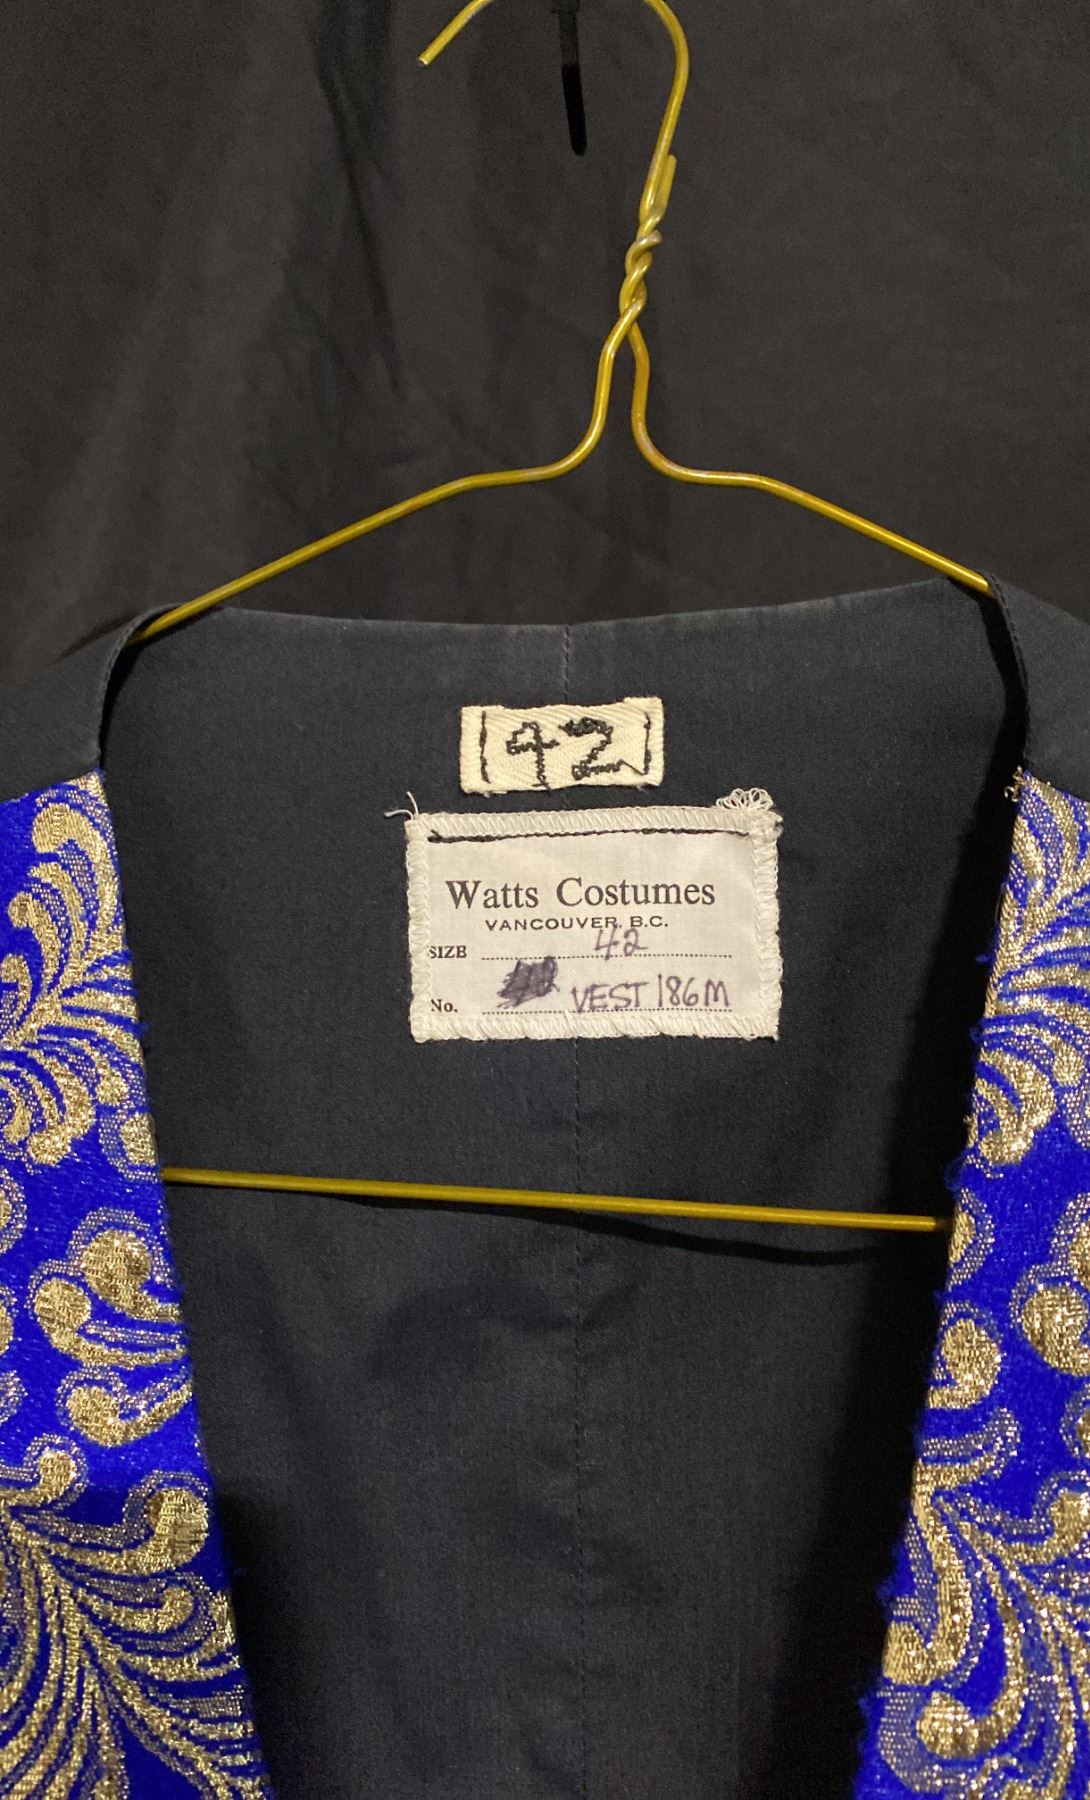 42
Watts Costumes
VANCOUVER, B.C.
SIZE 42
No. VEST 186M